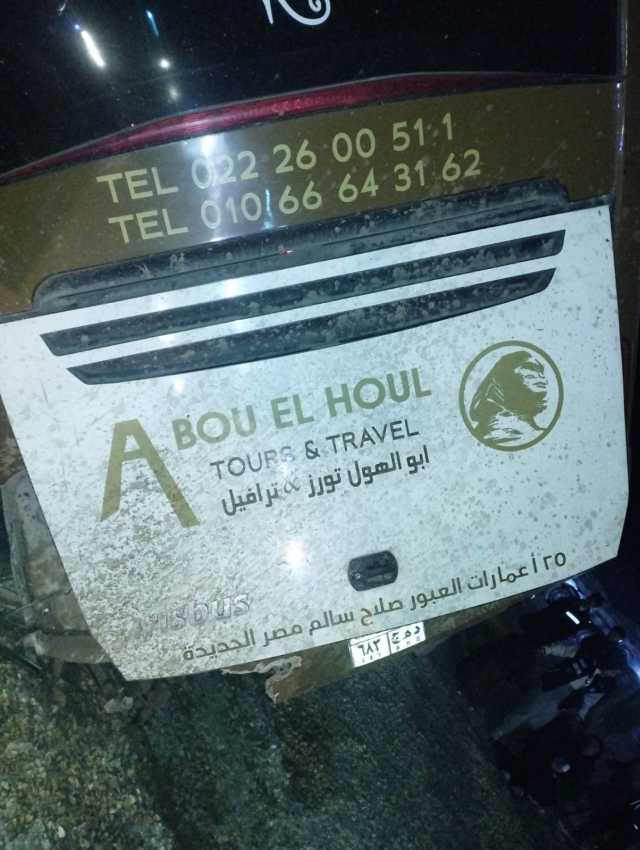 TEL 022 26 00 51 1
TEL 010 66 64 31 62
ABOU EL HOUL
TOURS & TRAVEL
ابو الهول تورز & ترافيل
٢٥ أ عمارات العبور صلاح سالم مصر الجديدة
٦٨٢